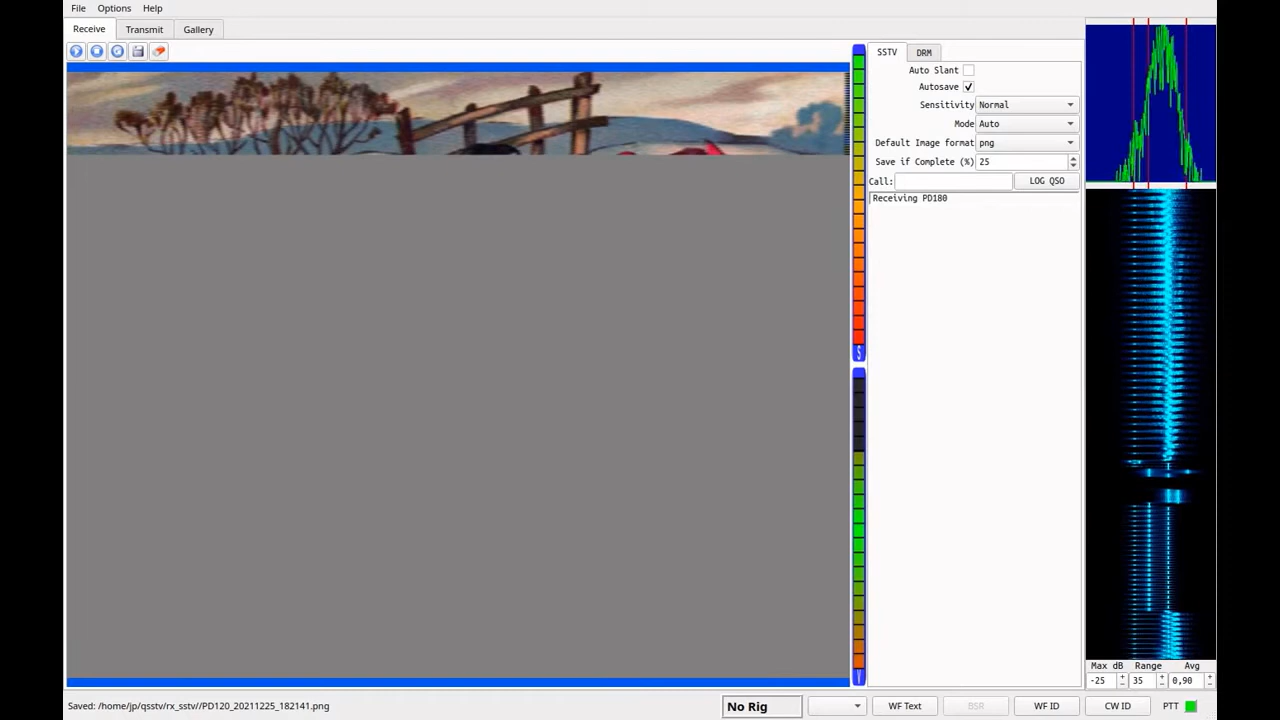 File Options Help
Receive Transmit Gallery
SSTV DRM
Auto Slant
Autosave
Sensitivity Normal
Mode Auto
Default Image format png
Save if Complete (%) 25
Call: LOG QSO
Receiving PD180
S
V
Max dB Range Avg
-25 35 0,90
Saved: /home/jp/qsstv/rx_sstv//PD120_20211225_182141.png No Rig WF Text BSR WF ID CW ID PTT